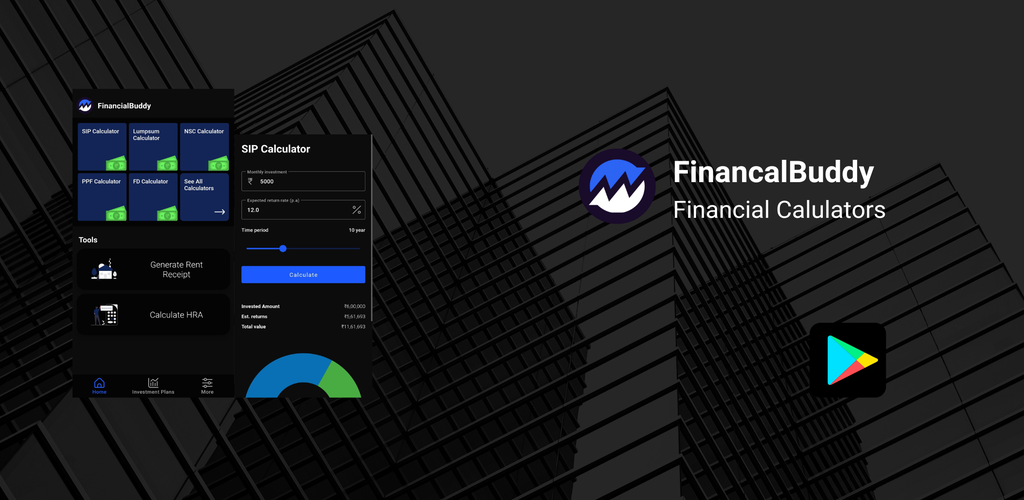 FinancialBuddy
SIP Calculator
Lumpsum
Calculator
NSC Calculator
PPF Calculator
FD Calculator
See All
Calculators
Tools
Generate Rent
Receipt
Calculate HRA
Home
Investment Plans
More
SIP Calculator
Monthly investment
₹ 5000
Expected return rate (p.a)
12.0 %
Time period 10 year
Calculate
Invested Amount ₹6,00,000
Est. returns ₹5,61,693
Total value ₹11,61,693
FinancalBuddy
Financial Calulators